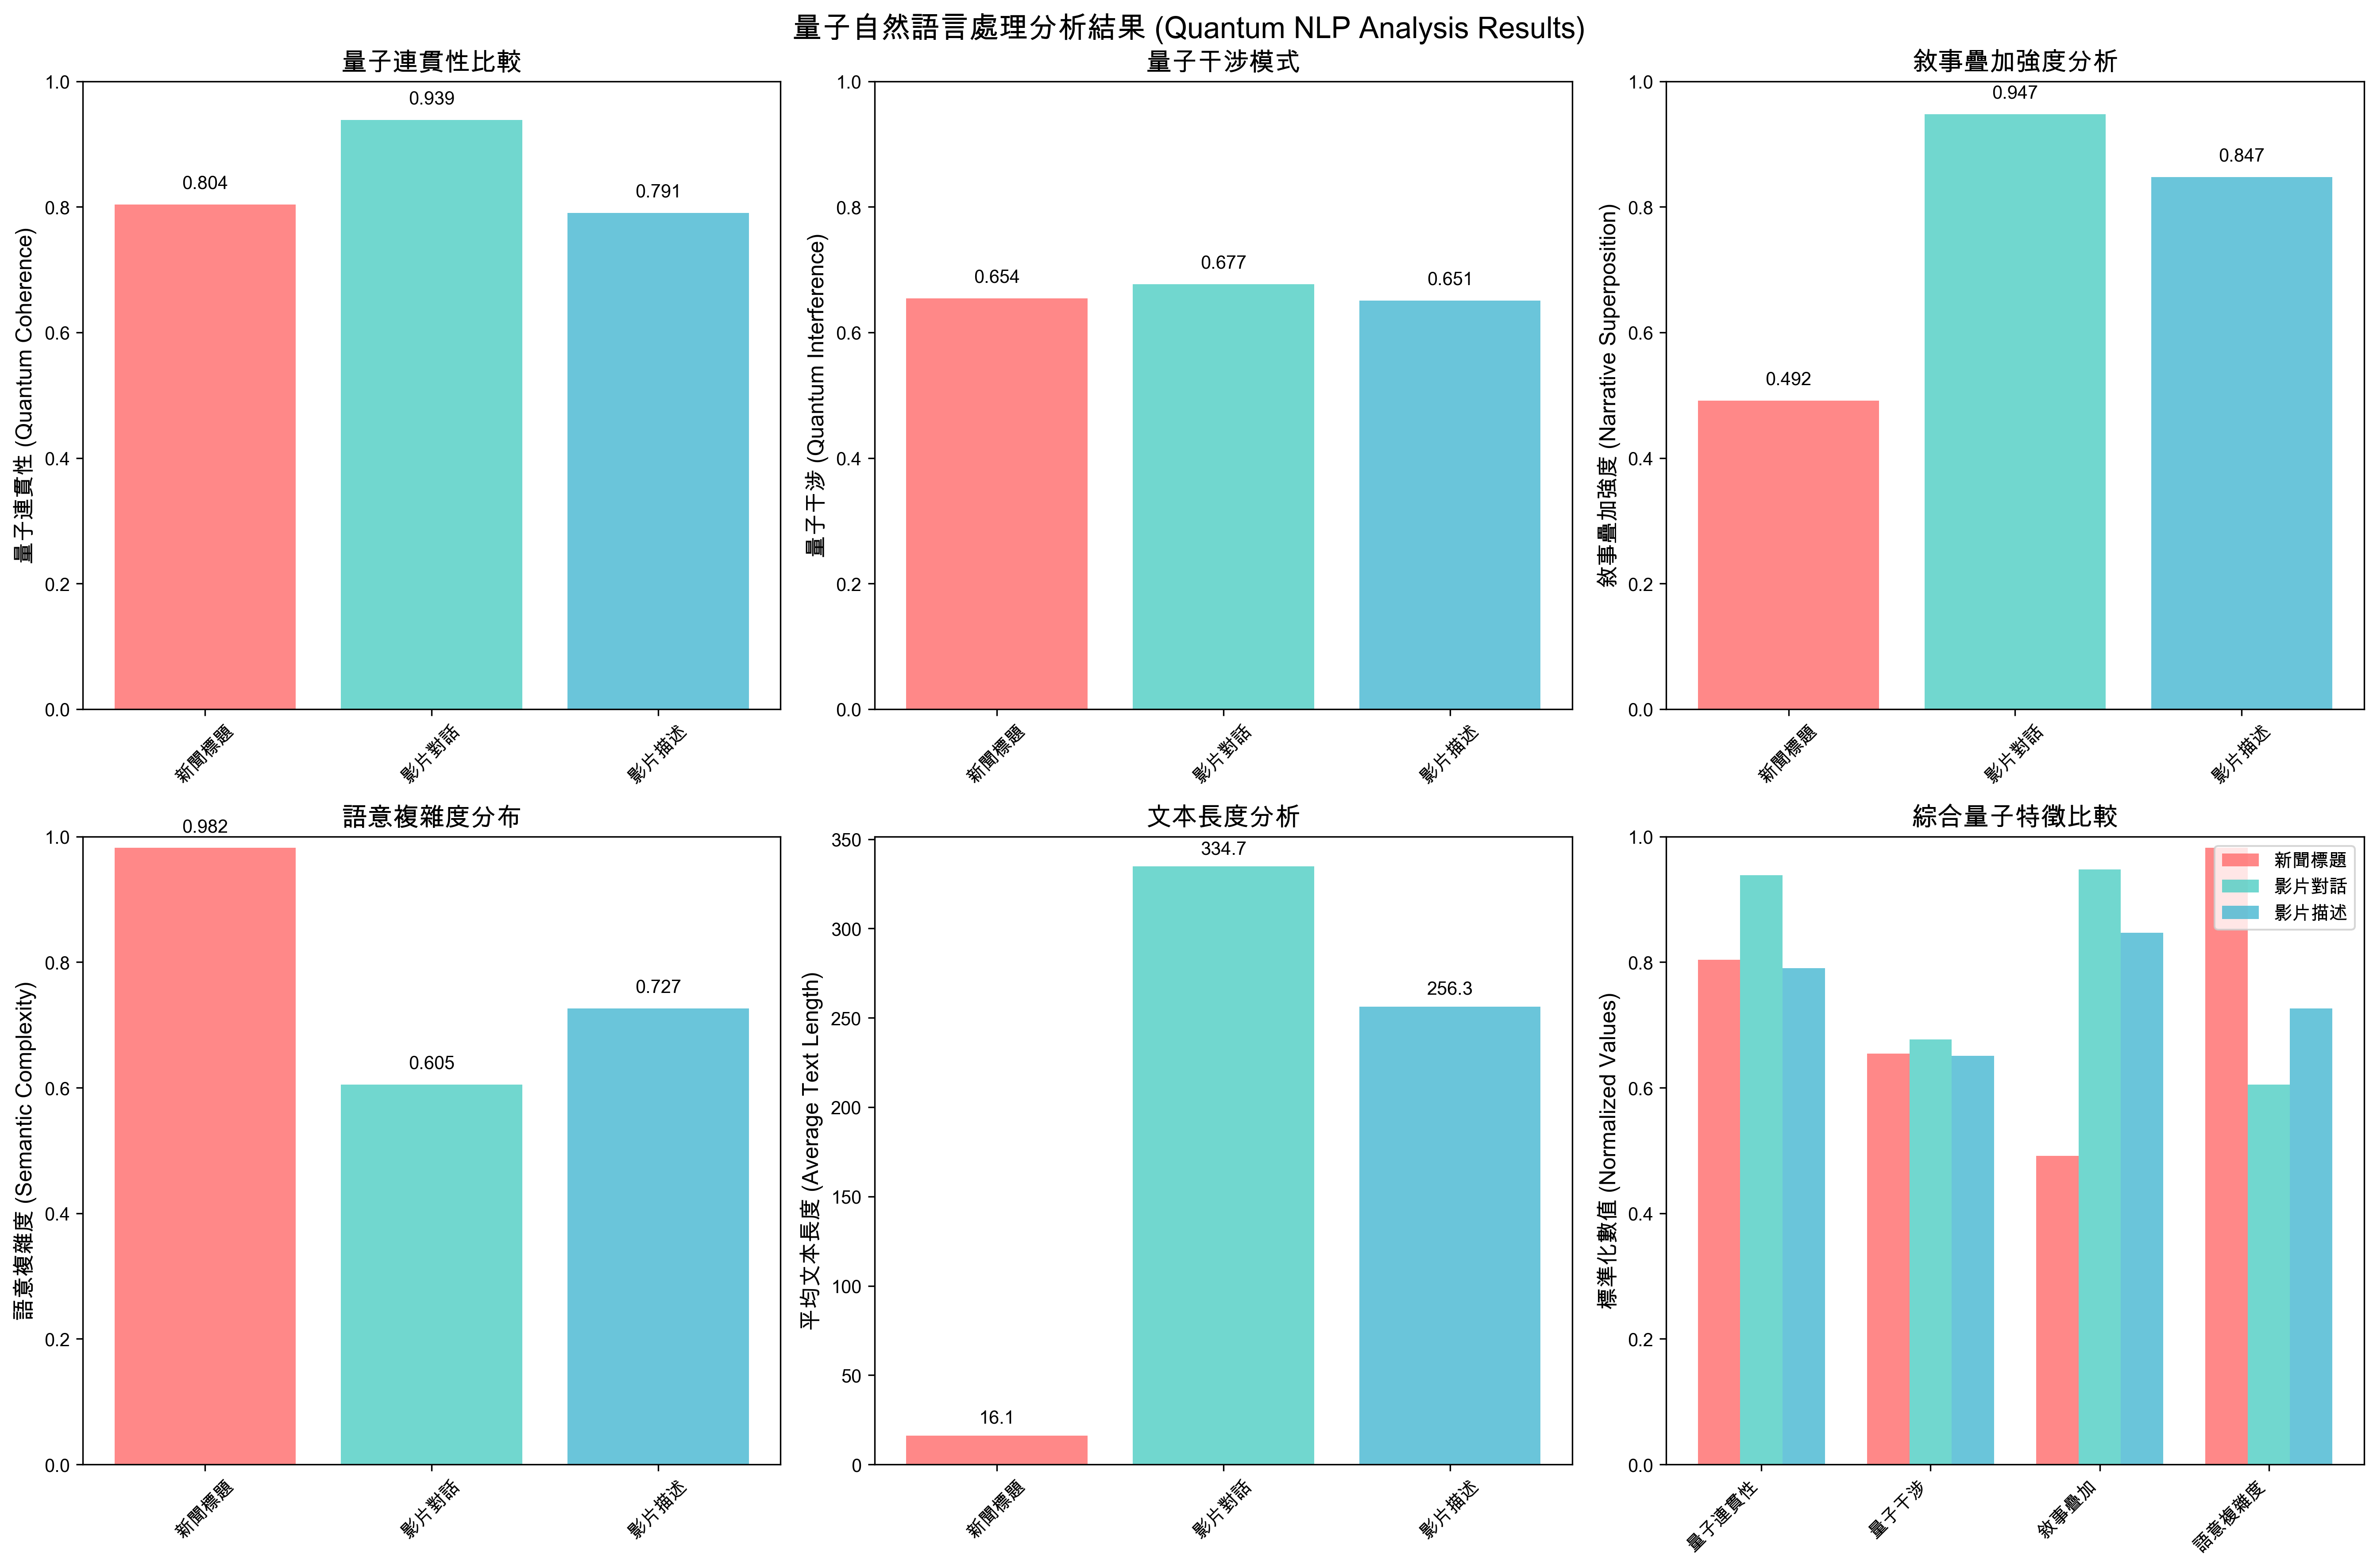 量子自然語言處理分析結果 (Quantum NLP Analysis Results)
量子連貫性比較
量子連貫性 (Quantum Coherence)
1.0
0.8
0.6
0.4
0.2
0.0
0.804
0.939
0.791
新聞標題
影片對話
影片描述
量子干涉模式
量子干涉 (Quantum Interference)
1.0
0.8
0.6
0.4
0.2
0.0
0.654
0.677
0.651
新聞標題
影片對話
影片描述
敘事疊加強度分析
敘事疊加強度 (Narrative Superposition)
1.0
0.8
0.6
0.4
0.2
0.0
0.492
0.947
0.847
新聞標題
影片對話
影片描述
語意複雜度分布
語意複雜度 (Semantic Complexity)
1.0
0.8
0.6
0.4
0.2
0.0
0.982
0.605
0.727
新聞標題
影片對話
影片描述
文本長度分析
平均文本長度 (Average Text Length)
350
300
250
200
150
100
50
0
16.1
334.7
256.3
新聞標題
影片對話
影片描述
綜合量子特徵比較
標準化數值 (Normalized Values)
1.0
0.8
0.6
0.4
0.2
0.0
新聞標題
影片對話
影片描述
量子連貫性
量子干涉
敘事疊加
語意複雜度